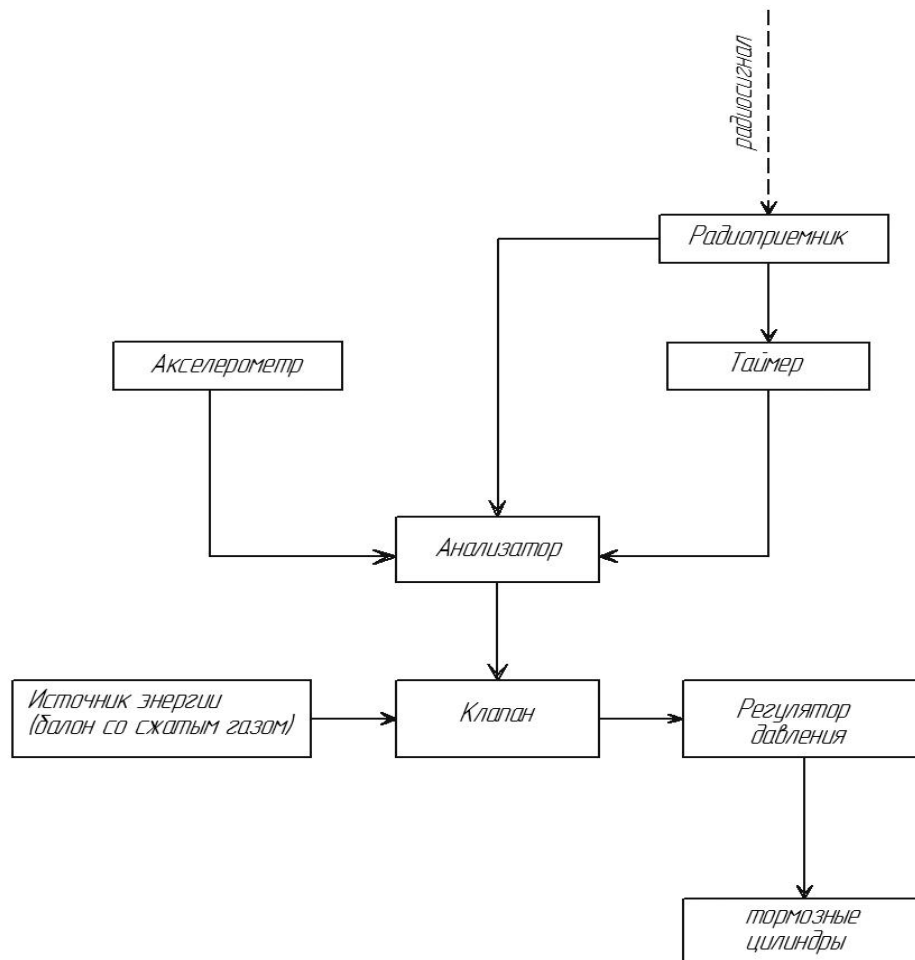 радиосигнал
Радиоприемник
Акселерометр
Таймер
Анализатор
Источник энергии
(балон со сжатым газом)
Клапан
Регулятор
давления
тормозные
цилиндры